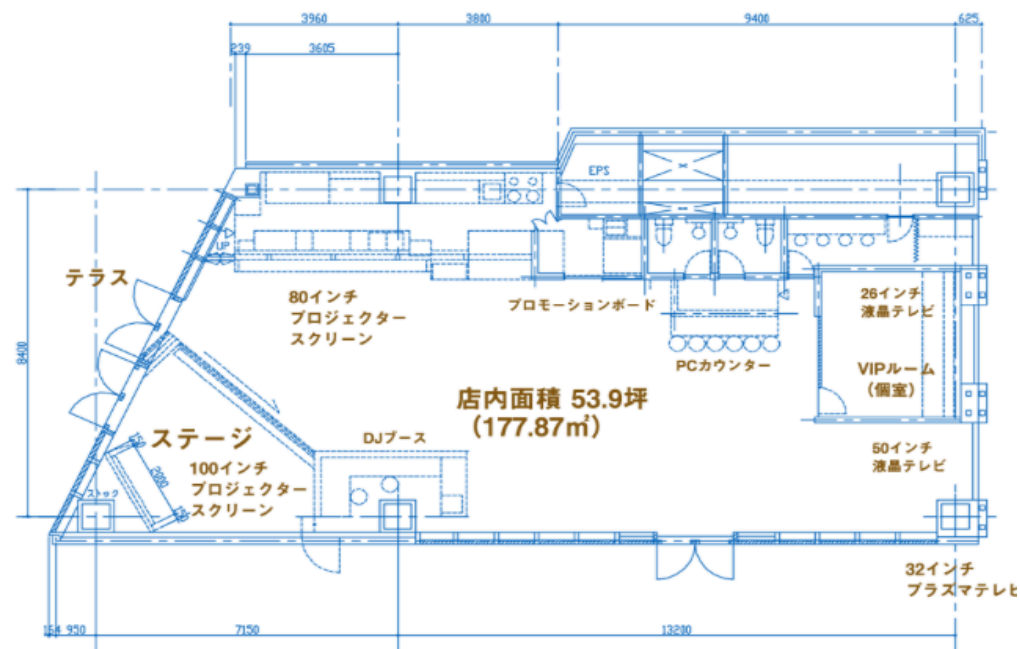 3960
3800
9400
625
239
3605
EPS
UP
テラス
80インチ
プロジェクター
スクリーン
プロモーションボード
26インチ
液晶テレビ
PCカウンター
VIPルーム
（個室）
8400
店内面積 53.9坪
（177.87㎡）
ステージ
DJブース
100インチ
プロジェクター
スクリーン
2000
ストック
50インチ
液晶テレビ
32インチ
プラズマテレビ
950
7150
13200